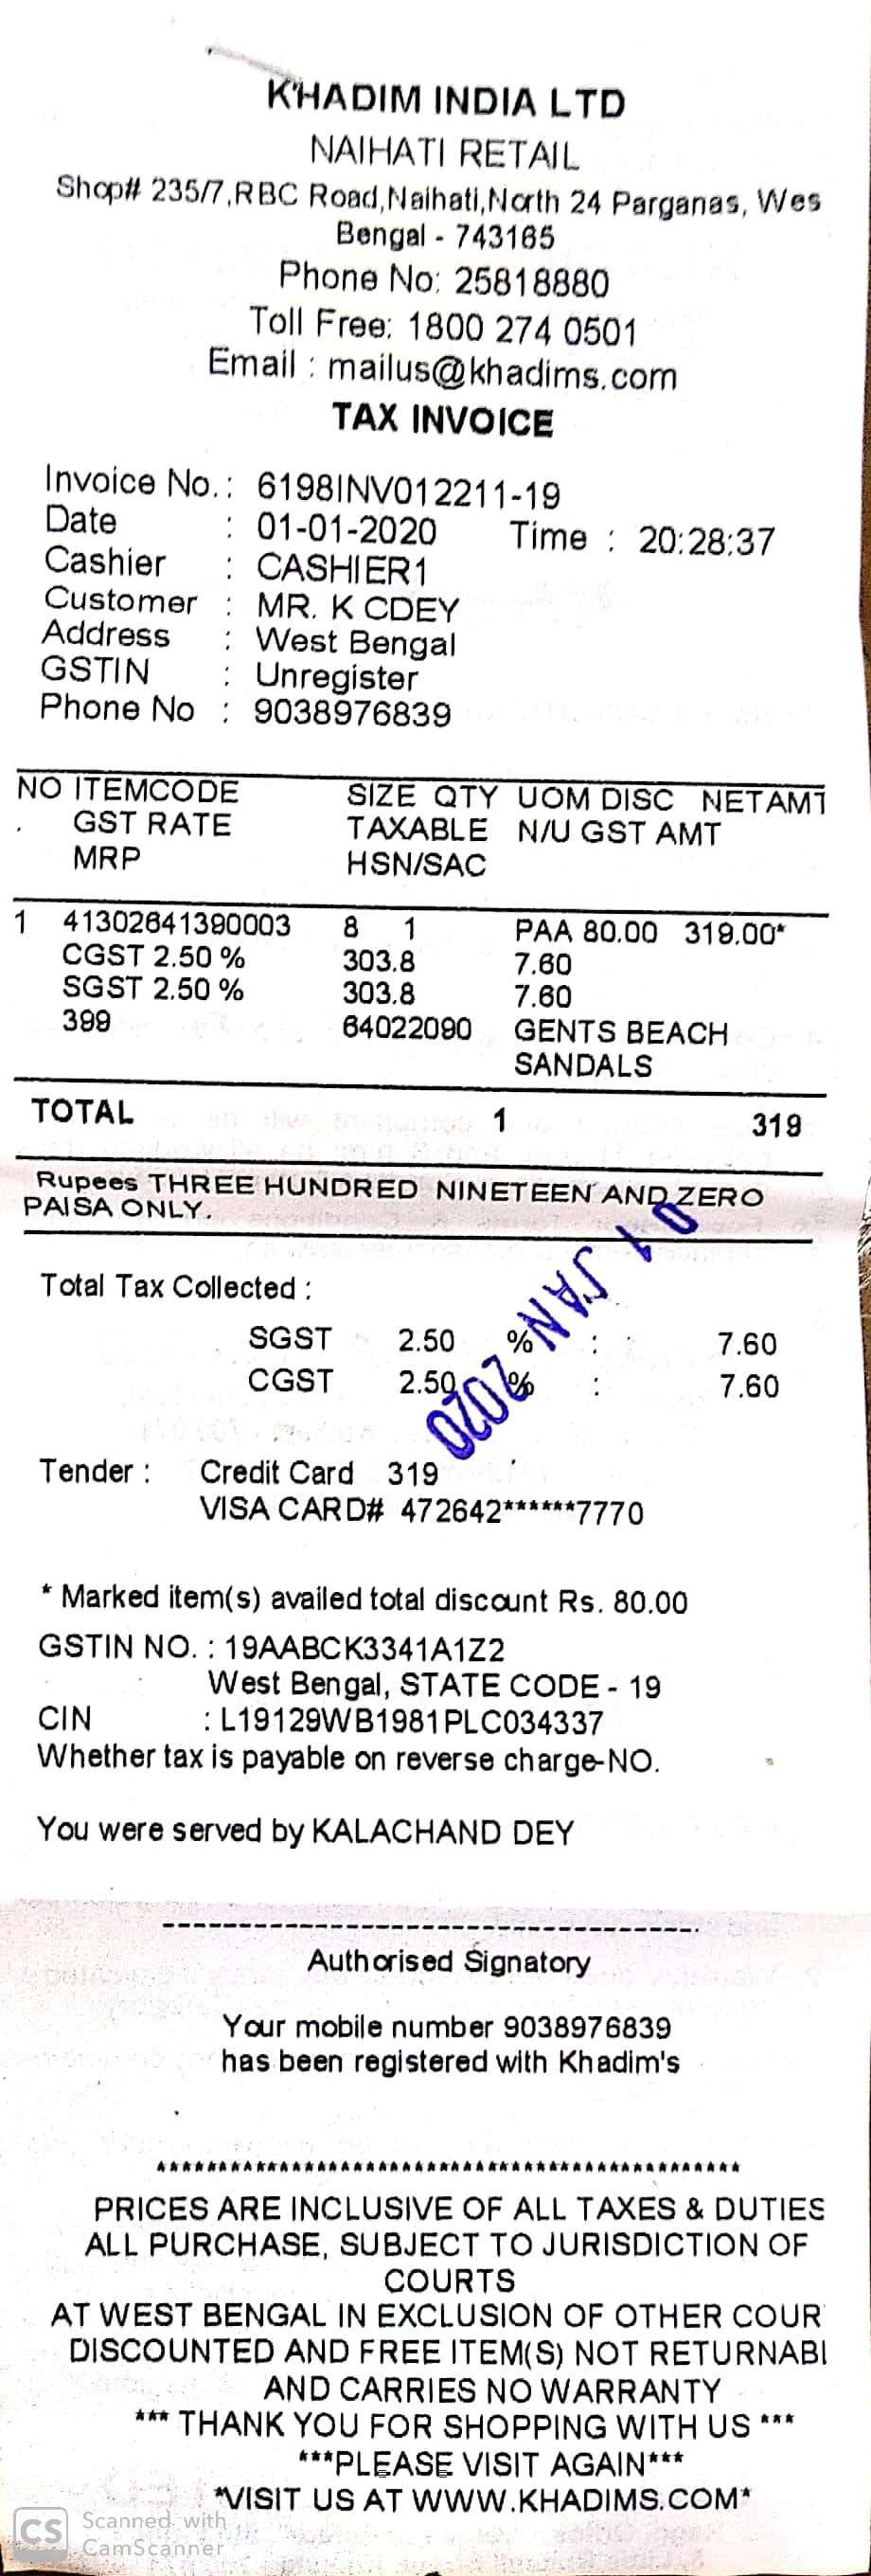 KHADIM INDIA LTD
NAIHATI RETAIL
Shop# 235/7,RBC Road,Naihati,North 24 Parganas, Wes
Bengal - 743165
Phone No: 25818880
Toll Free: 1800 274 0501
Email : mailus@khadims.com
TAX INVOICE
Invoice No.: 6198INV012211-19
Date : 01-01-2020 Time : 20:28:37
Cashier : CASHIER1
Customer : MR. K CDEY
Address : West Bengal
GSTIN : Unregister
Phone No : 9038976839
NO ITEMCODE SIZE QTY UOM DISC NETAMT
. GST RATE TAXABLE N/U GST AMT
MRP HSN/SAC
1 41302641390003 8 1 PAA 80.00 319.00*
CGST 2.50 % 303.8 7.60
SGST 2.50 % 303.8 7.60
399 64022090 GENTS BEACH
SANDALS
TOTAL 1 319
Rupees THREE HUNDRED NINETEEN AND ZERO
PAISA ONLY.
01 JAN 2020
Total Tax Collected :
SGST 2.50 % : 7.60
CGST 2.50 % : 7.60
Tender : Credit Card 319
VISA CARD# 472642******7770
* Marked item(s) availed total discount Rs. 80.00
GSTIN NO. : 19AABCK3341A1Z2
West Bengal, STATE CODE - 19
CIN : L19129WB1981PLC034337
Whether tax is payable on reverse charge-NO.
You were served by KALACHAND DEY
Authorised Signatory
Your mobile number 9038976839
has been registered with Khadim's
PRICES ARE INCLUSIVE OF ALL TAXES & DUTIES
ALL PURCHASE, SUBJECT TO JURISDICTION OF
COURTS
AT WEST BENGAL IN EXCLUSION OF OTHER COUR
DISCOUNTED AND FREE ITEM(S) NOT RETURNABL
AND CARRIES NO WARRANTY
*** THANK YOU FOR SHOPPING WITH US ***
***PLEASE VISIT AGAIN***
*VISIT US AT WWW.KHADIMS.COM*
CS Scanned with
CamScanner